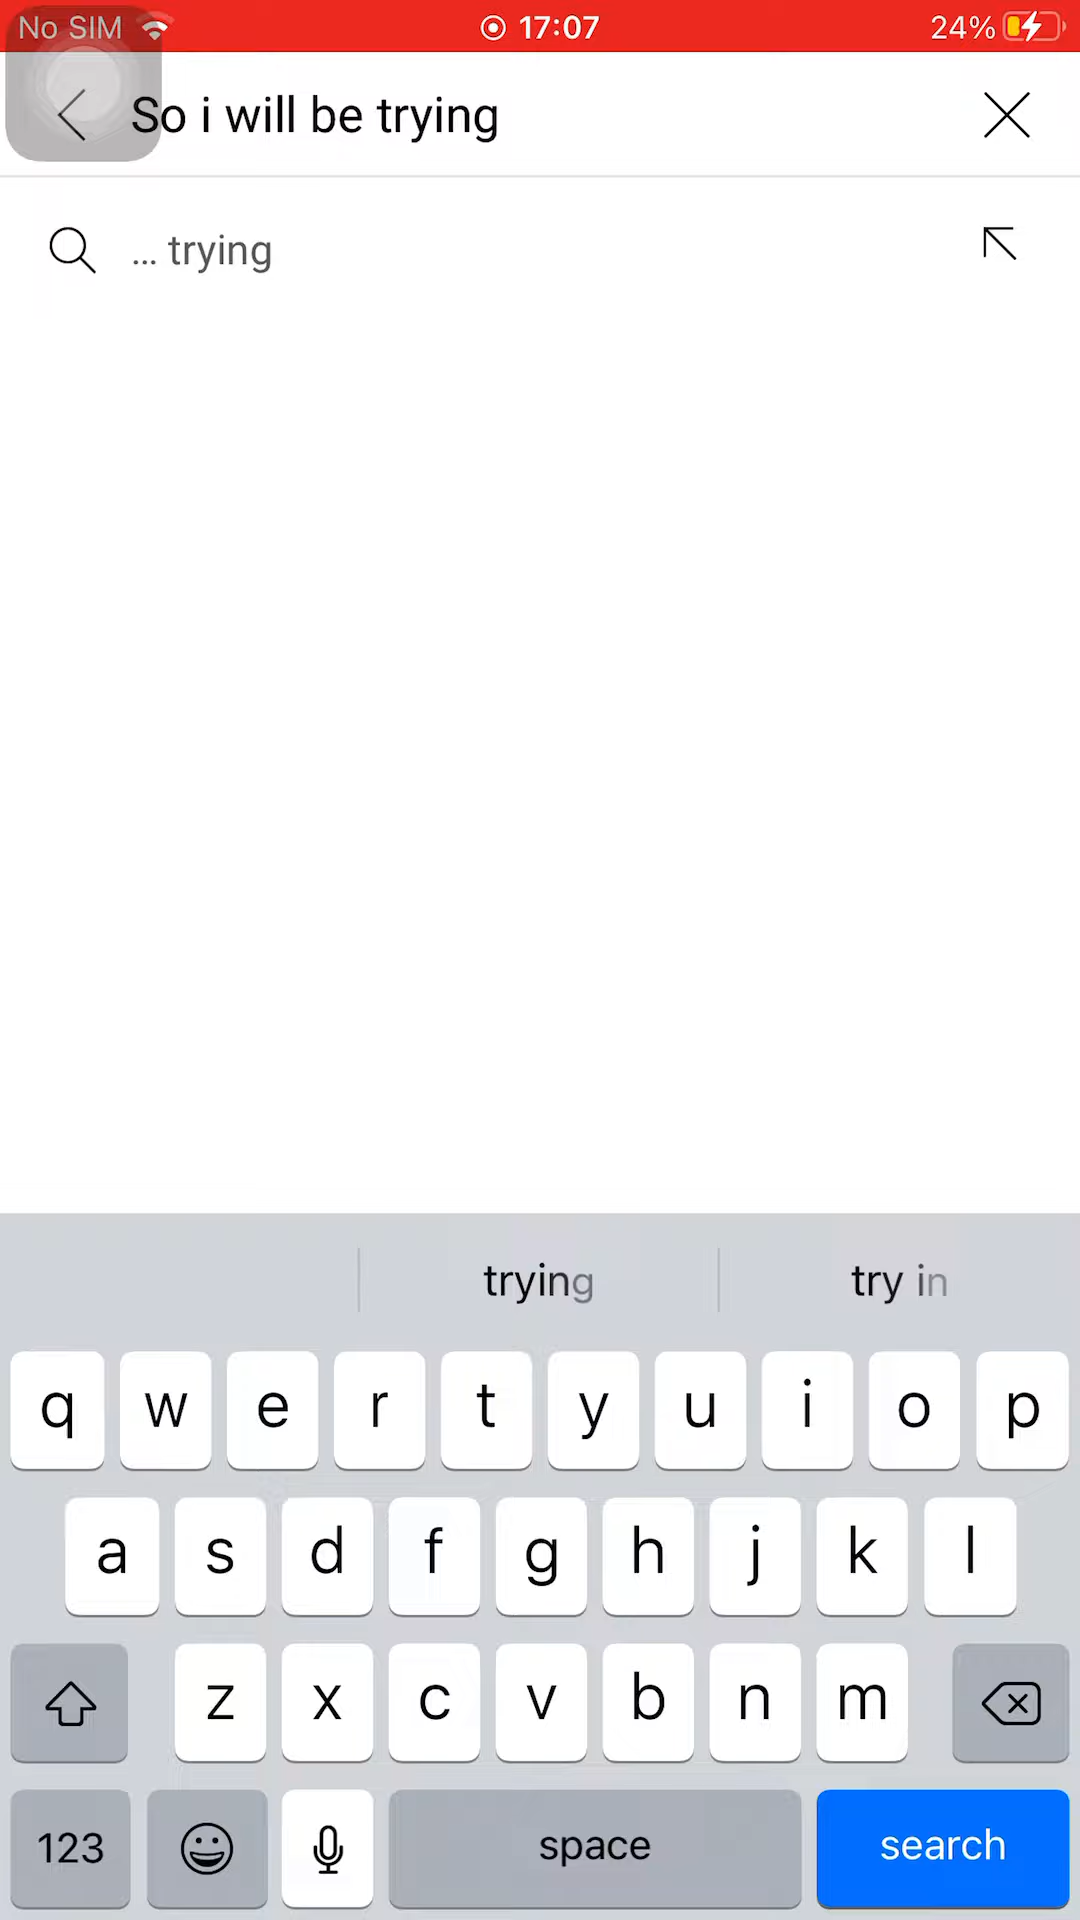 No SIM 17:07 24%
So i will be trying
... trying
trying try in
q w e r t y u i o p
a s d f g h j k l
z x c v b n m
123 space search